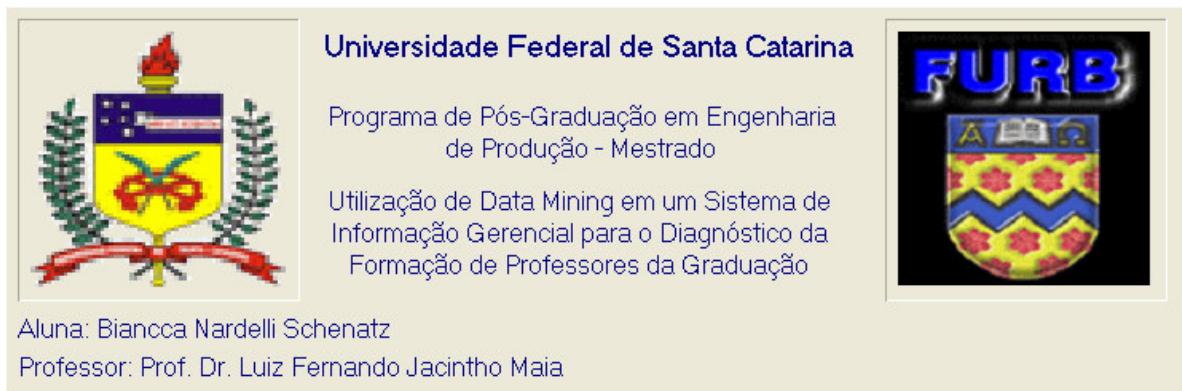 Universidade Federal de Santa Catarina
Programa de Pós-Graduação em Engenharia
de Produção - Mestrado
Utilização de Data Mining em um Sistema de
Informação Gerencial para o Diagnóstico da
Formação de Professores da Graduação
FURB
Α Ω
Aluna: Biancca Nardelli Schenatz
Professor: Prof. Dr. Luiz Fernando Jacintho Maia